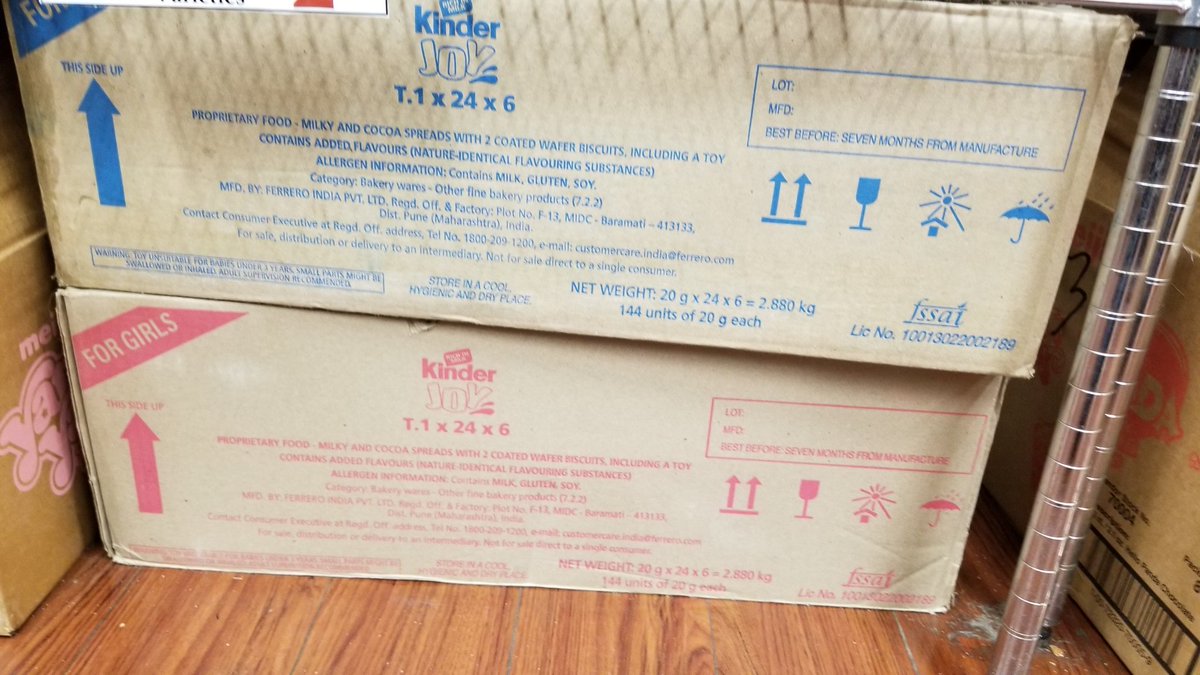 FOR
Kinder
JOY
T.1 x 24 x 6
THIS SIDE UP
PROPRIETARY FOOD - MILKY AND COCOA SPREADS WITH 2 COATED WAFER BISCUITS, INCLUDING A TOY
CONTAINS ADDED FLAVOURS (NATURE-IDENTICAL FLAVOURING SUBSTANCES)
ALLERGEN INFORMATION: Contains MILK, GLUTEN, SOY.
Category: Bakery wares - Other fine bakery products (7.2.2)
MFD. BY: FERRERO INDIA PVT. LTD. Regd. Off. & Factory: Plot No. F-13, MIDC - Baramati – 413133,
Dist. Pune (Maharashtra), India.
Contact Consumer Executive at Regd. Off. address, Tel No. 1800-209-1200, e-mail: customercare.india@ferrero.com
For sale, distribution or delivery to an intermediary. Not for sale direct to a single consumer.
WARNING: TOY UNSUITABLE FOR BABIES UNDER 3 YEARS. SMALL PARTS MIGHT BE
SWALLOWED OR INHALED. ADULT SUPERVISION RECOMMENDED.
STORE IN A COOL,
HYGIENIC AND DRY PLACE.
NET WEIGHT: 20 g x 24 x 6 = 2.880 kg
144 units of 20 g each
LOT:
MFD:
BEST BEFORE: SEVEN MONTHS FROM MANUFACTURE
fssai
Lic No. 10013022002189
FOR GIRLS
Kinder
JOY
T.1 x 24 x 6
THIS SIDE UP
PROPRIETARY FOOD - MILKY AND COCOA SPREADS WITH 2 COATED WAFER BISCUITS, INCLUDING A TOY
CONTAINS ADDED FLAVOURS (NATURE-IDENTICAL FLAVOURING SUBSTANCES)
ALLERGEN INFORMATION: Contains MILK, GLUTEN, SOY.
Category: Bakery wares - Other fine bakery products (7.2.2)
MFD. BY: FERRERO INDIA PVT. LTD. Regd. Off. & Factory: Plot No. F-13, MIDC - Baramati – 413133,
Dist. Pune (Maharashtra), India.
Contact Consumer Executive at Regd. Off. address, Tel No. 1800-209-1200, e-mail: customercare.india@ferrero.com
For sale, distribution or delivery to an intermediary. Not for sale direct to a single consumer.
STORE IN A COOL,
HYGIENIC AND DRY PLACE
NET WEIGHT: 20 g x 24 x 6 = 2.880 kg
144 units of 20 g each
LOT:
MFD:
BEST BEFORE: SEVEN MONTHS FROM MANUFACTURE
fssai
Lic No. 10013022002189
me